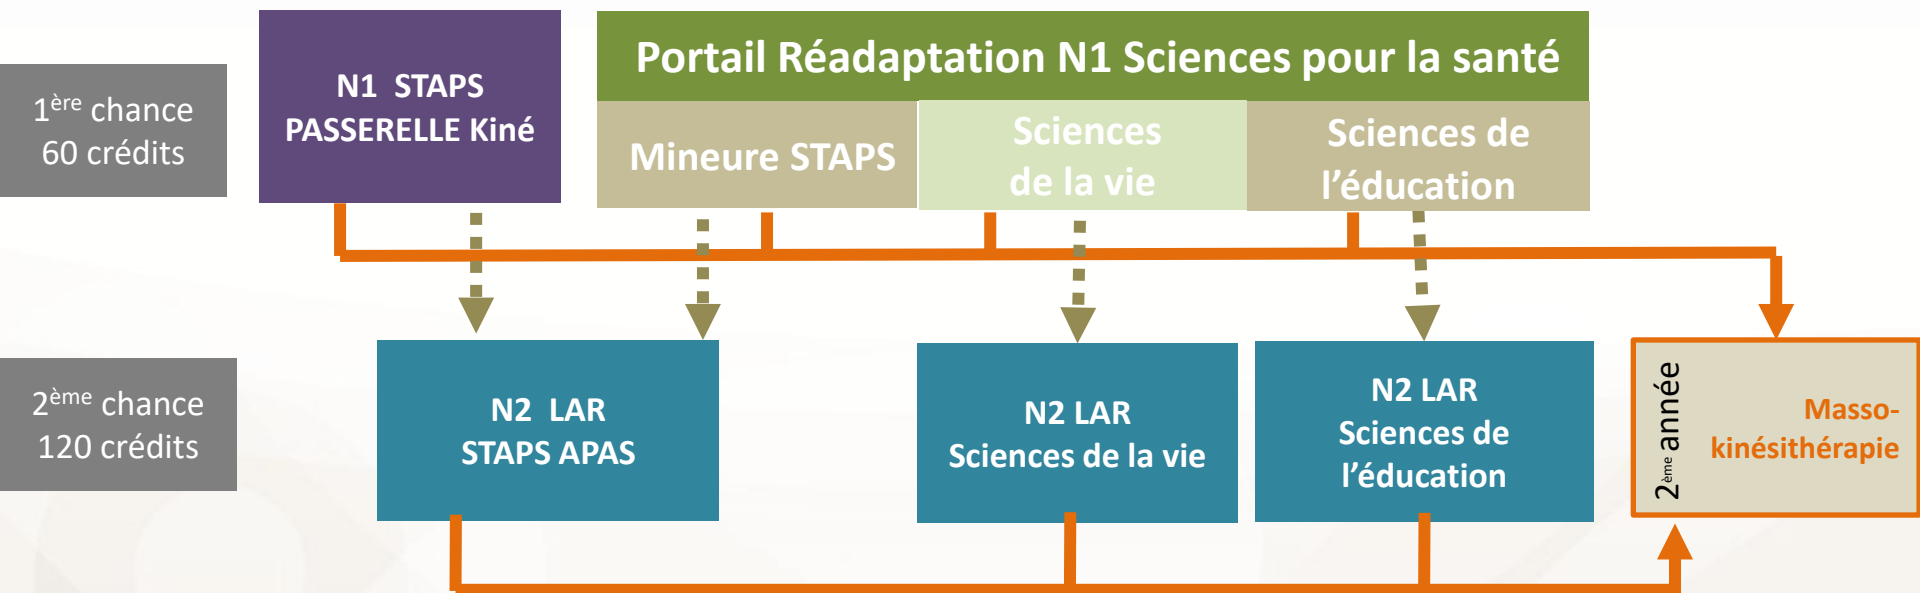 1ère chance
60 crédits
N1 STAPS
PASSERELLE Kiné
Portail Réadaptation N1 Sciences pour la santé
Mineure STAPS
Sciences
de la vie
Sciences de
l’éducation
2ème chance
120 crédits
N2 LAR
STAPS APAS
N2 LAR
Sciences de la vie
N2 LAR
Sciences de
l’éducation
2ème année
Masso-
kinésithérapie